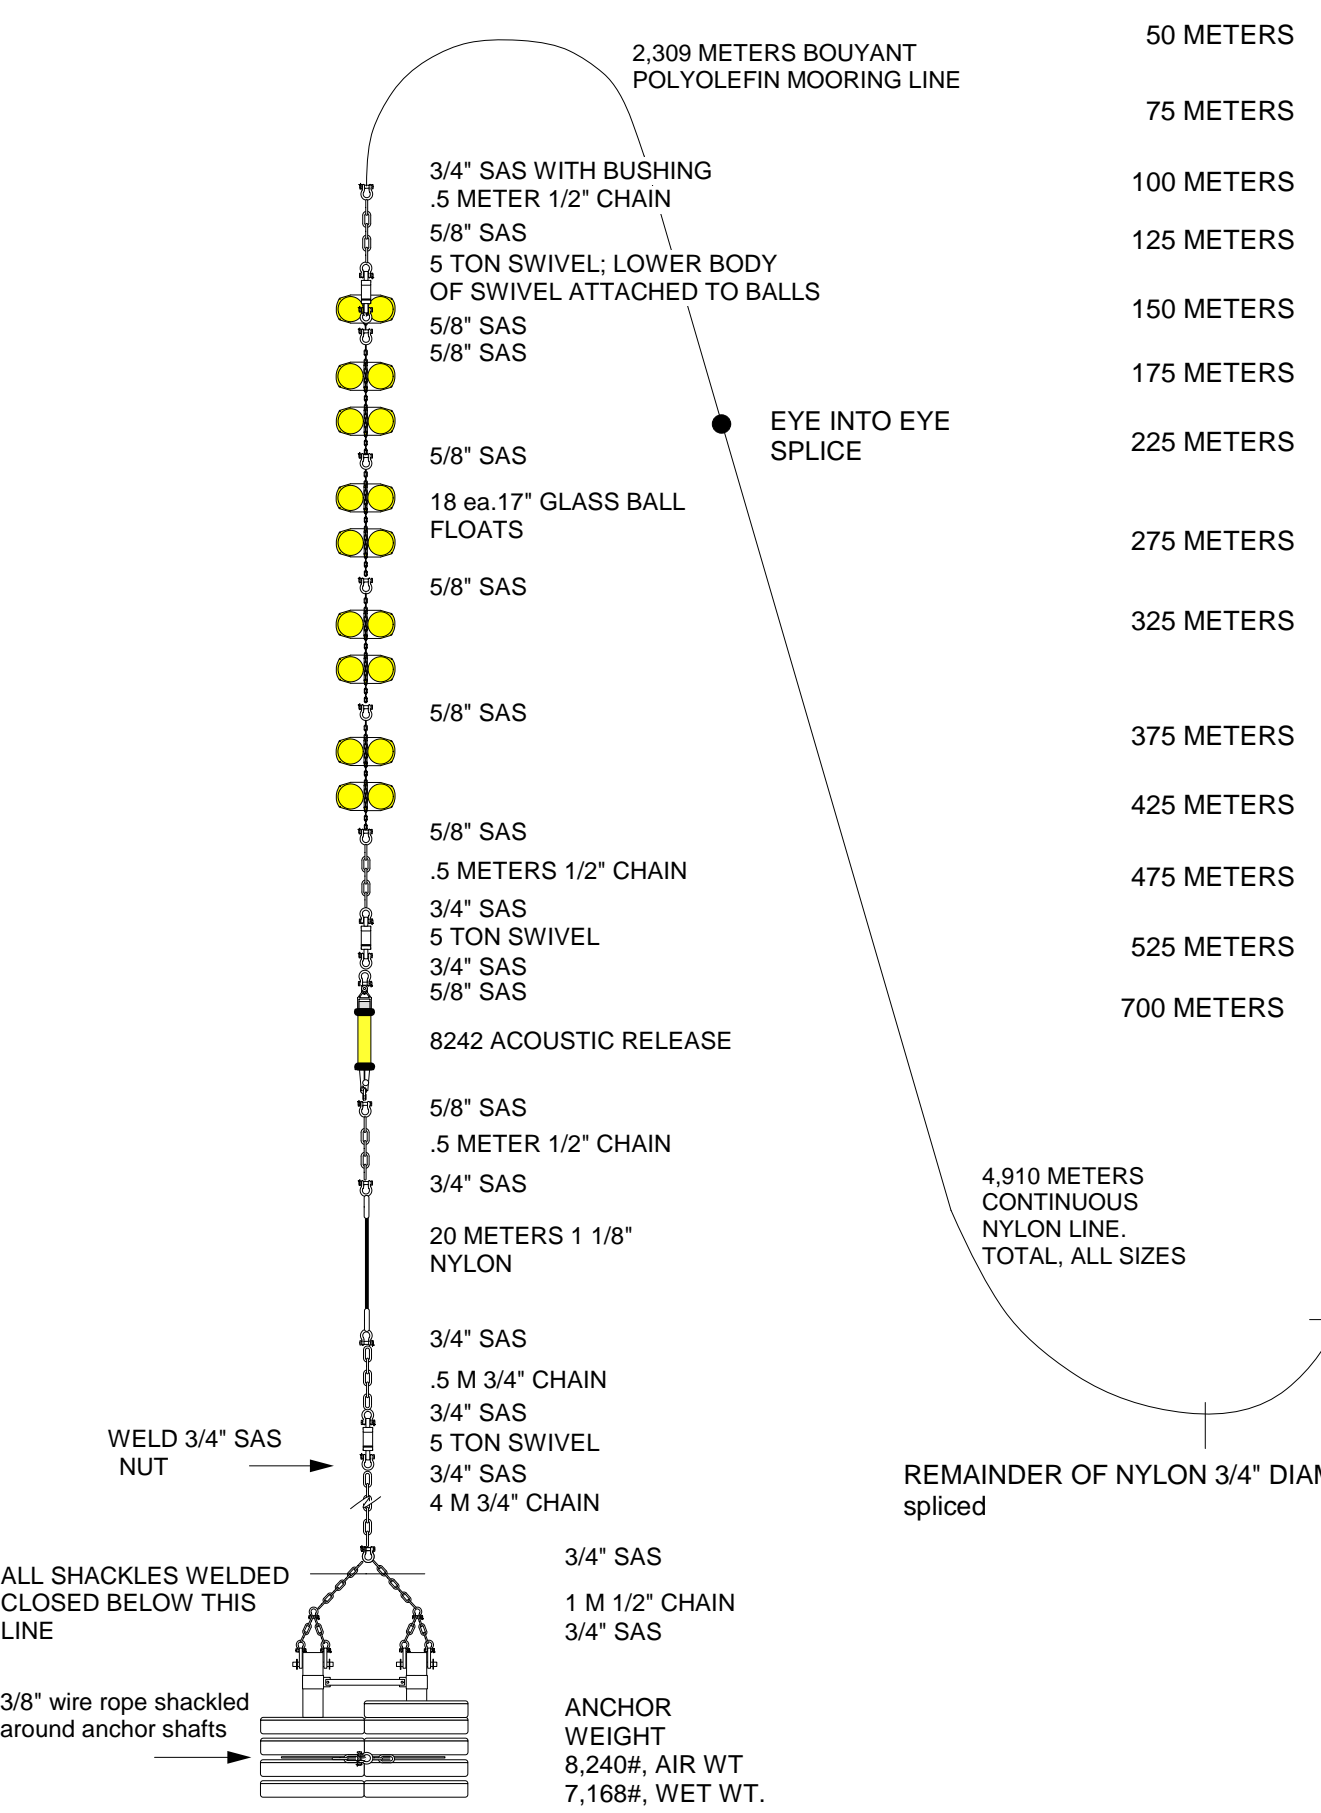 2,309 METERS BOUYANT
POLYOLEFIN MOORING LINE
3/4" SAS WITH BUSHING
.5 METER 1/2" CHAIN
5/8" SAS
5 TON SWIVEL; LOWER BODY
OF SWIVEL ATTACHED TO BALLS
5/8" SAS
5/8" SAS
EYE INTO EYE
SPLICE
5/8" SAS
18 ea.17" GLASS BALL
FLOATS
5/8" SAS
5/8" SAS
5/8" SAS
.5 METERS 1/2" CHAIN
3/4" SAS
5 TON SWIVEL
3/4" SAS
5/8" SAS
8242 ACOUSTIC RELEASE
5/8" SAS
.5 METER 1/2" CHAIN
3/4" SAS
20 METERS 1 1/8"
NYLON
3/4" SAS
.5 M 3/4" CHAIN
3/4" SAS
5 TON SWIVEL
3/4" SAS
4 M 3/4" CHAIN
WELD 3/4" SAS
NUT
3/4" SAS
ALL SHACKLES WELDED
CLOSED BELOW THIS
LINE
1 M 1/2" CHAIN
3/4" SAS
3/8" wire rope shackled
around anchor shafts
ANCHOR
WEIGHT
8,240#, AIR WT
7,168#, WET WT.
50 METERS
75 METERS
100 METERS
125 METERS
150 METERS
175 METERS
225 METERS
275 METERS
325 METERS
375 METERS
425 METERS
475 METERS
525 METERS
700 METERS
4,910 METERS
CONTINUOUS
NYLON LINE.
TOTAL, ALL SIZES
REMAINDER OF NYLON 3/4"
spliced